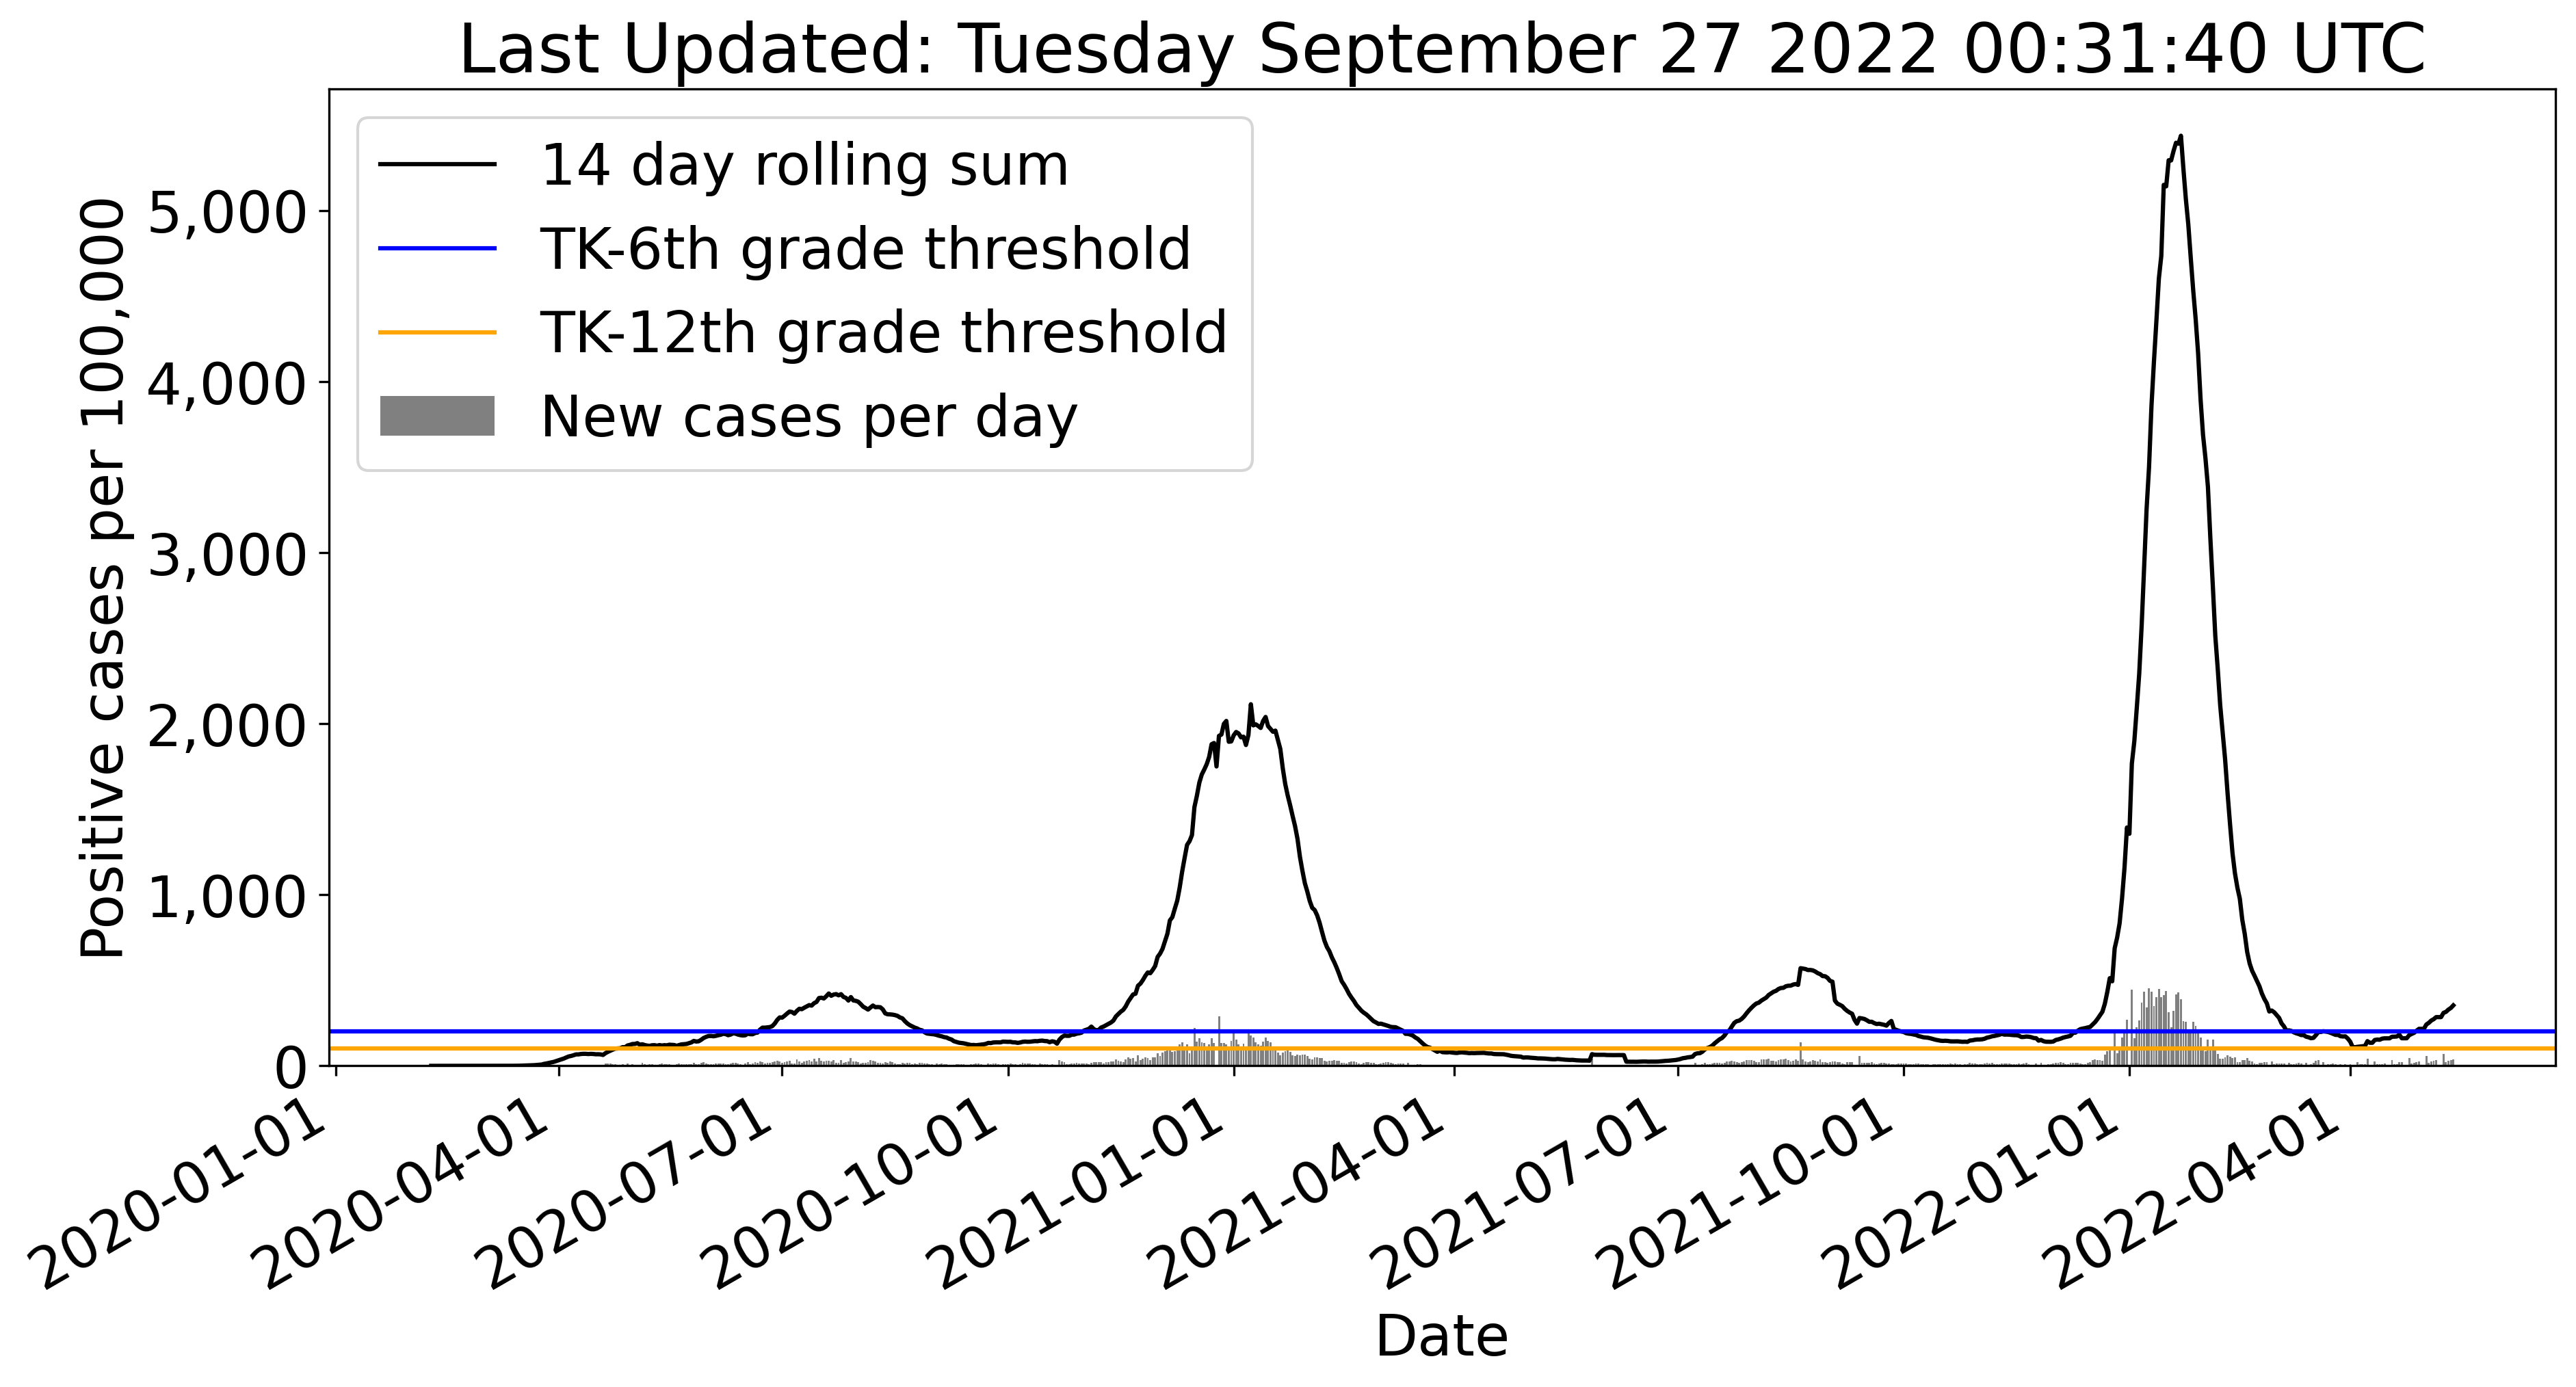 Last Updated: Tuesday September 27 2022 00:31:40 UTC
14 day rolling sum
TK-6th grade threshold
TK-12th grade threshold
New cases per day
Positive cases per 100,000
5,000
4,000
3,000
2,000
1,000
0
2020-01-01
2020-04-01
2020-07-01
2020-10-01
2021-01-01
2021-04-01
2021-07-01
2021-10-01
2022-01-01
2022-04-01
Date